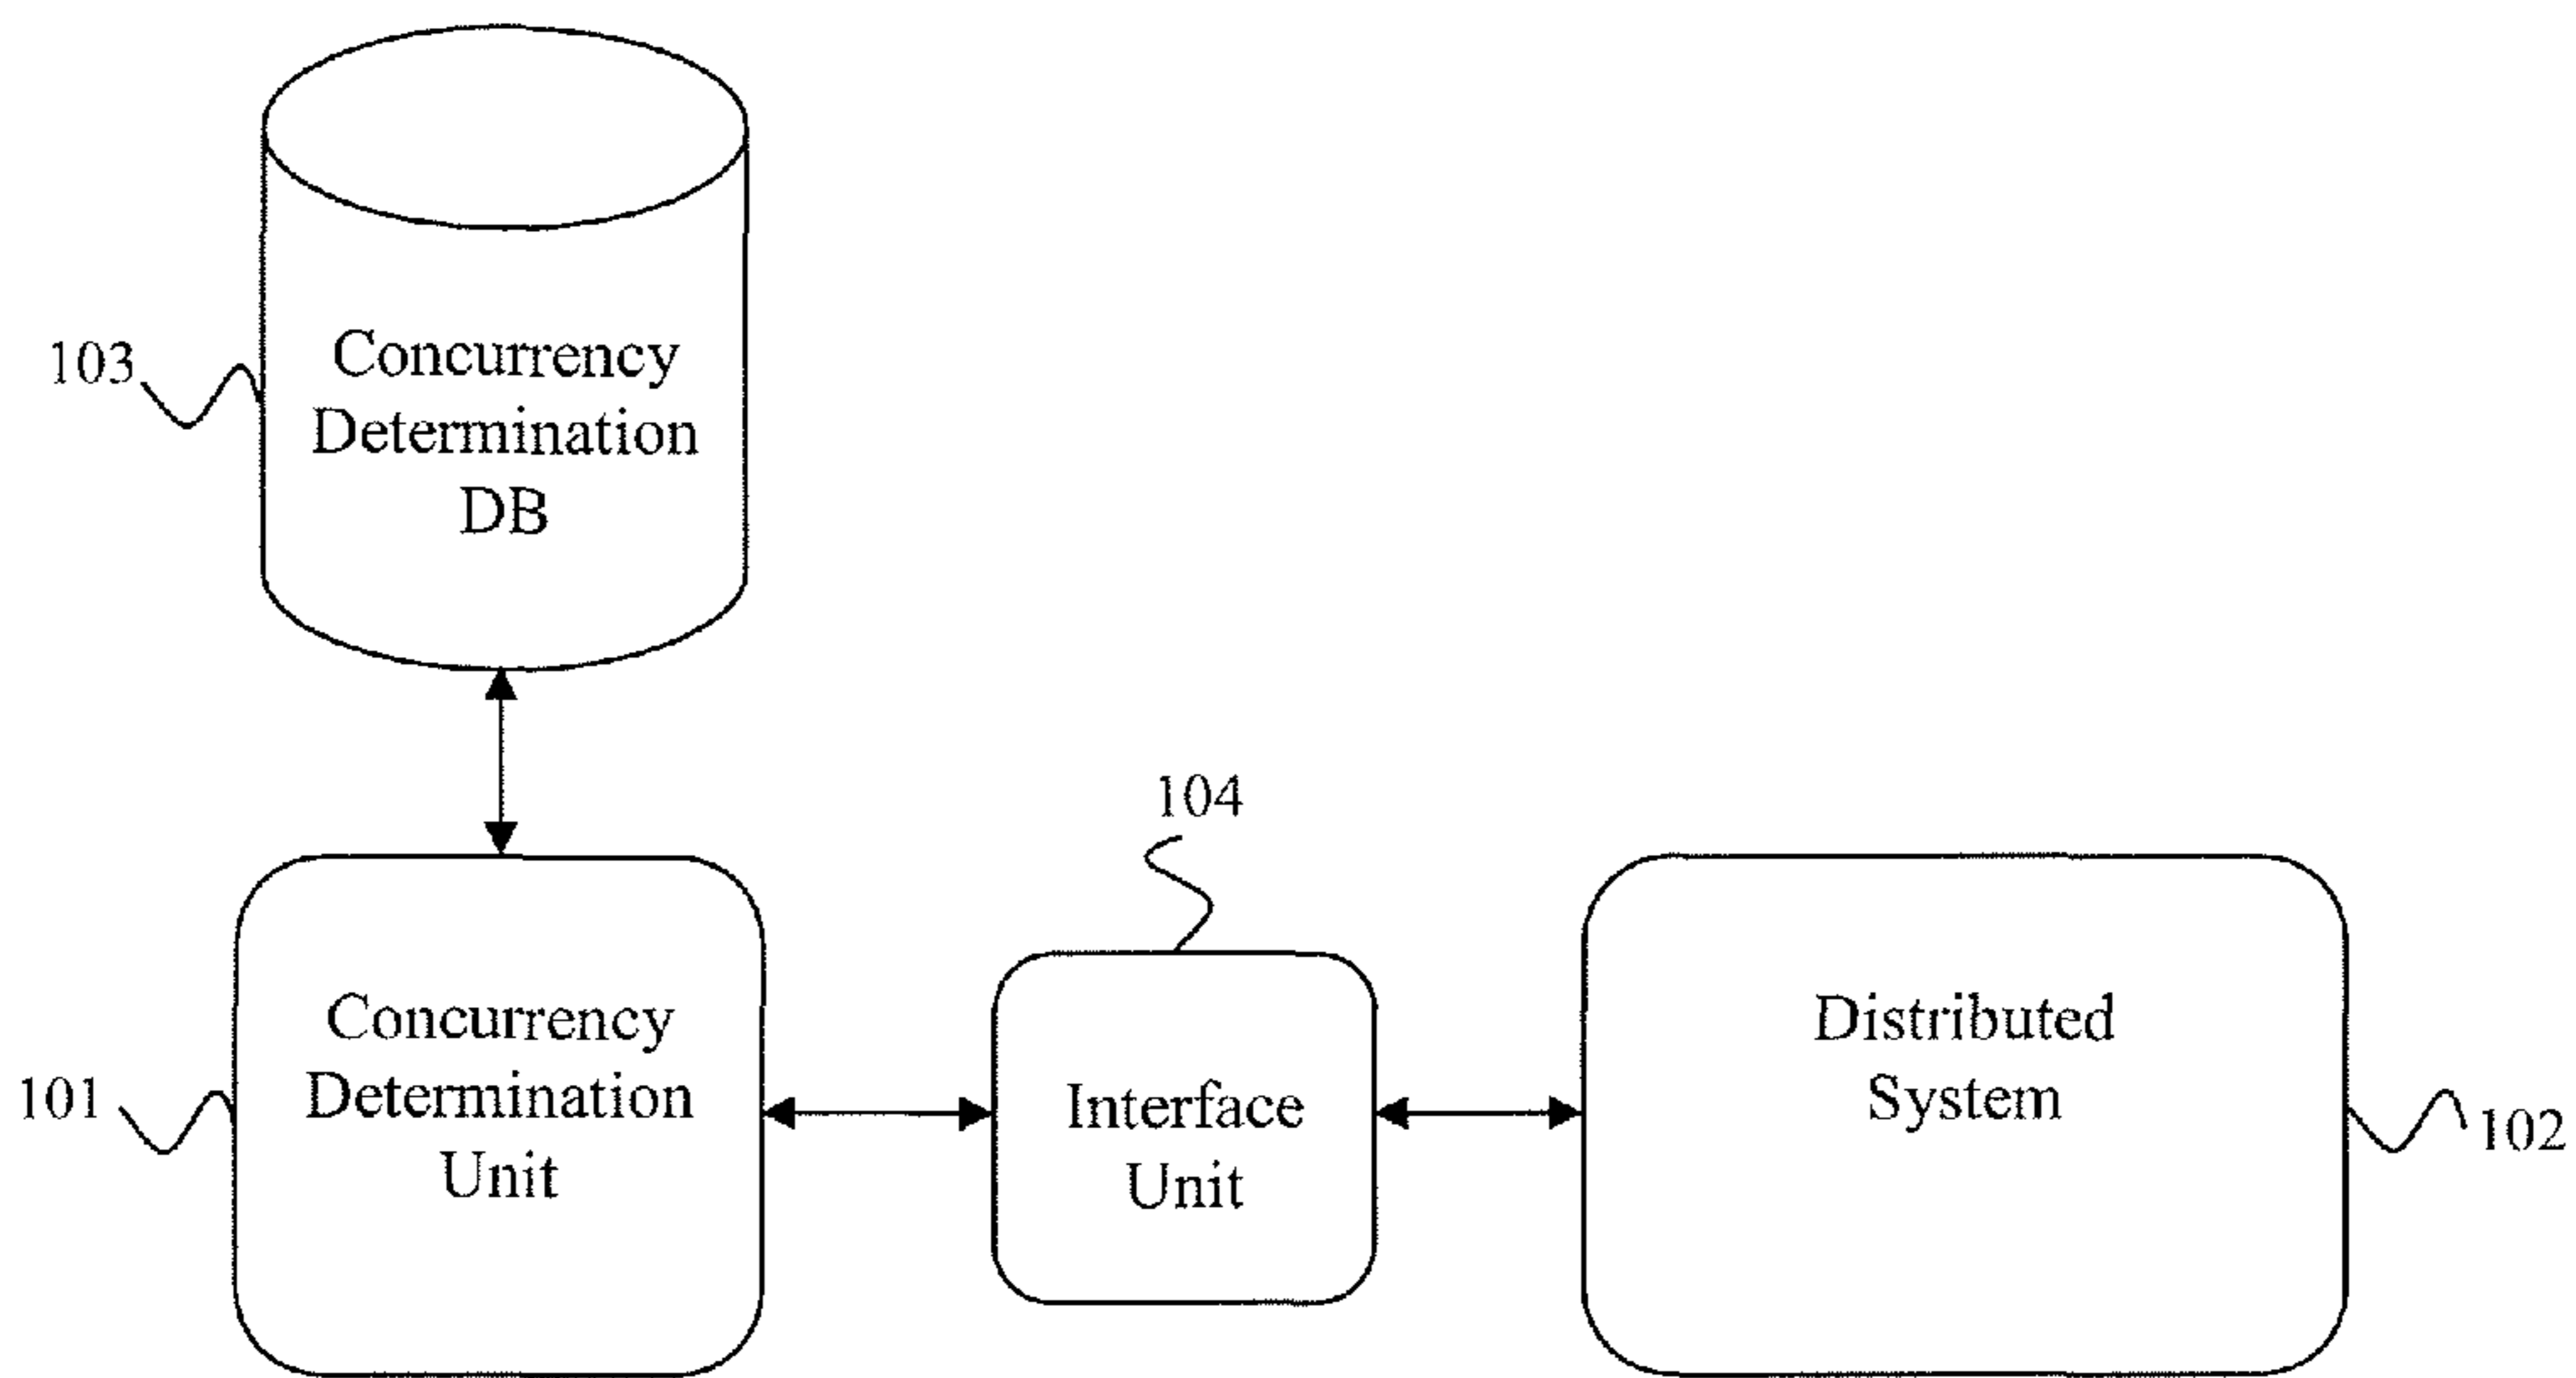 103
Concurrency
Determination
DB
104
101
Concurrency
Determination
Unit
Interface
Unit
Distributed
System
102